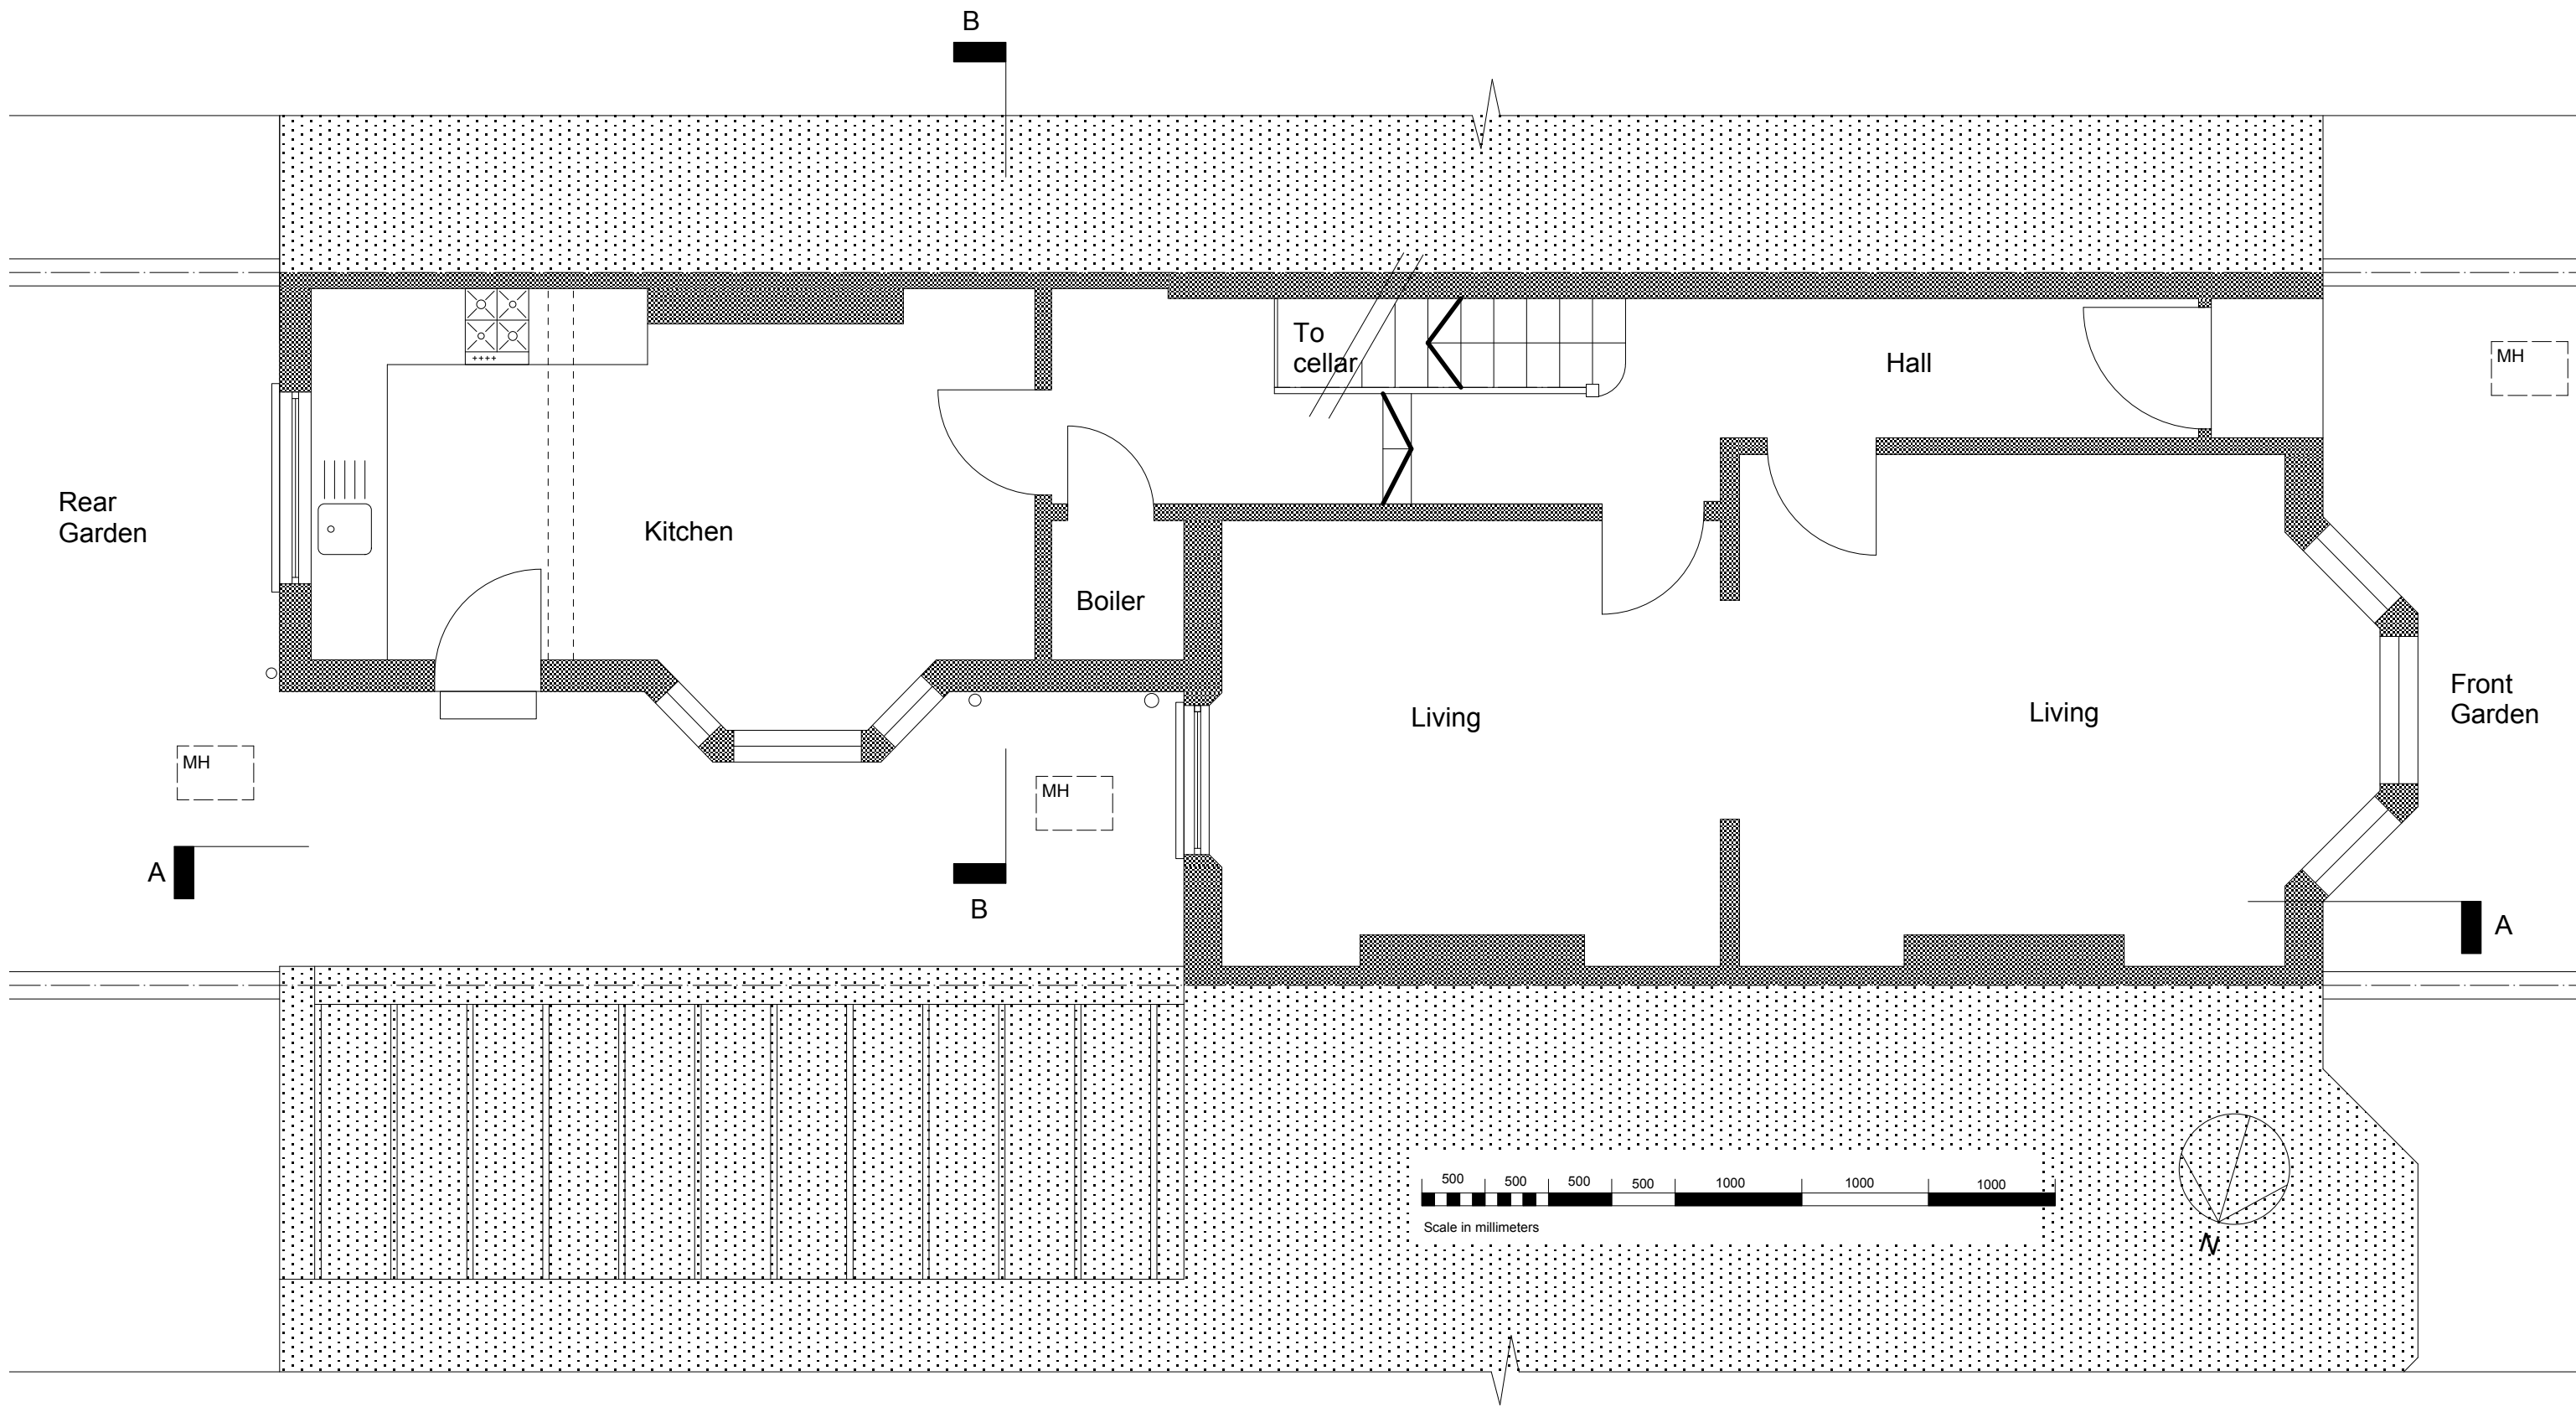 B
To
cellar
Hall
MH
Rear
Garden
Kitchen
Boiler
Living
Living
Front
Garden
MH
MH
A
B
A
500 500 500 500 1000 1000 1000
Scale in millimeters
N